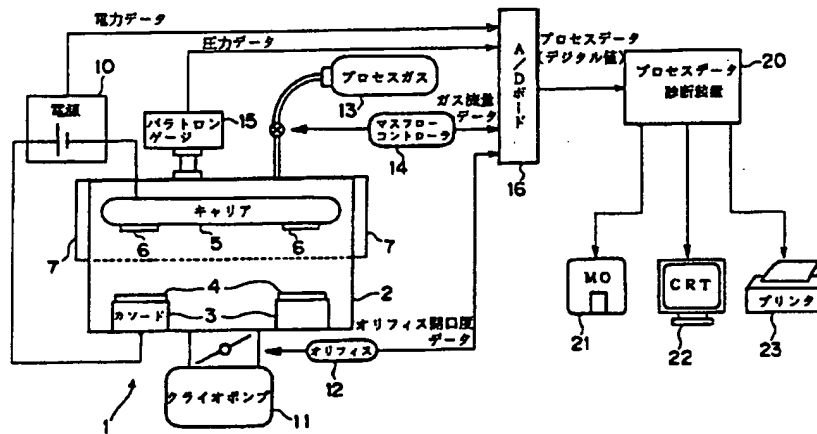 電力データ
圧力データ
10
電源
バラトロン
ゲージ
15
プロセスガス
13
ガス流量
データ
マスフロー
コントローラ
14
A/Dボード
16
プロセスデータ
(デジタル値)
プロセスデータ
診断装置
20
キャリア
5
6
6
7
7
4
カソード
3
2
オリフィス開口度
データ
オリフィス
12
クライオポンプ
11
1
MO
21
CRT
22
プリンタ
23